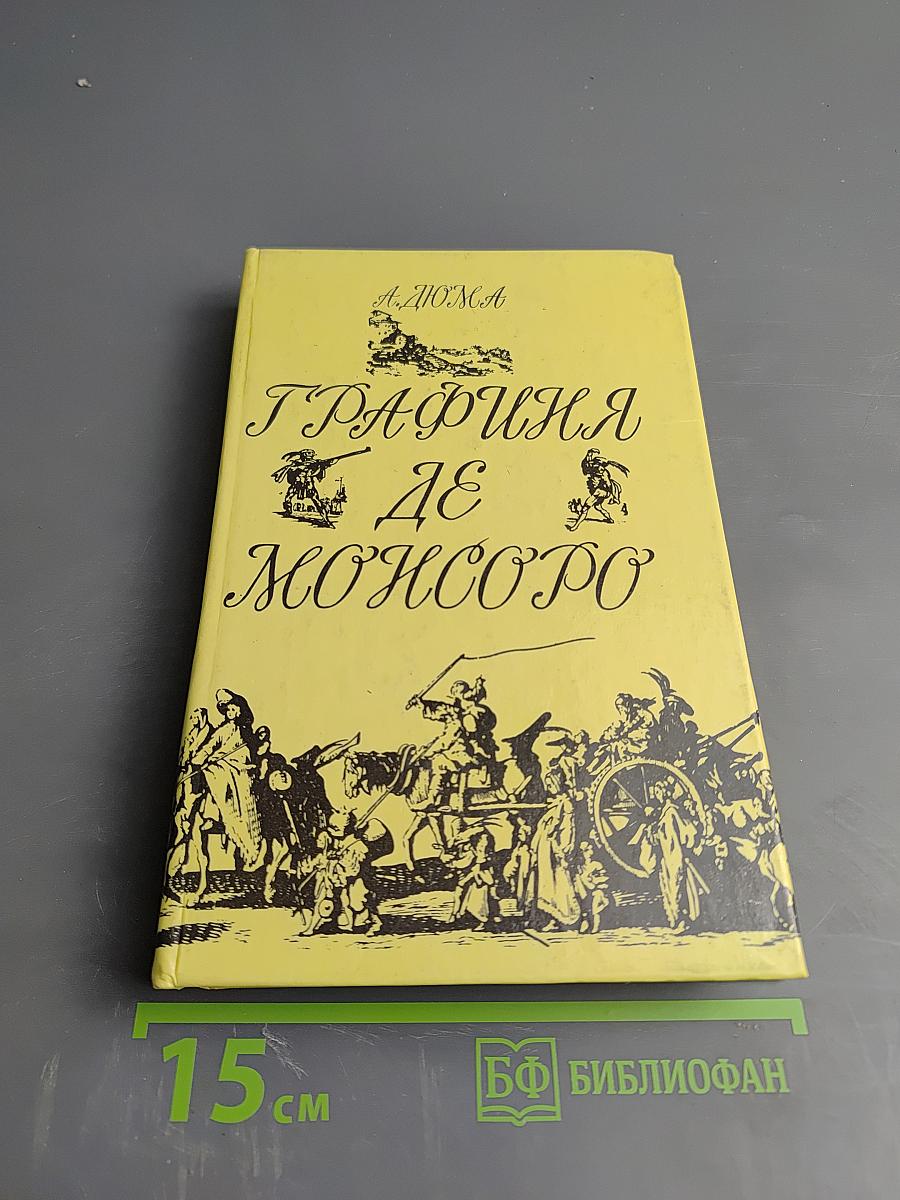 А. ДЮМА
ГРАФИНЯ
ДЕ
МОНСОРО
15 см
БФ БИБЛИОФАН